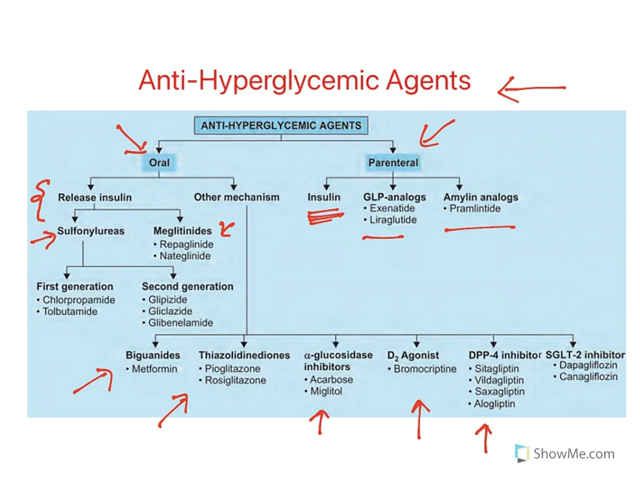 Anti-Hyperglycemic Agents
ANTI-HYPERGLYCEMIC AGENTS
Oral
Parenteral
Release insulin
Other mechanism
Insulin
GLP-analogs
• Exenatide
• Liraglutide
Amylin analogs
• Pramlintide
Sulfonylureas
Meglitinides
• Repaglinide
• Nateglinide
First generation
• Chlorpropamide
• Tolbutamide
Second generation
• Glipizide
• Gliclazide
• Glibenelamide
Biguanides
• Metformin
Thiazolidinediones
• Pioglitazone
• Rosiglitazone
α-glucosidase
inhibitors
• Acarbose
• Miglitol
D2 Agonist
• Bromocriptine
DPP-4 inhibitor
• Sitagliptin
• Vildagliptin
• Saxagliptin
• Alogliptin
SGLT-2 inhibitor
• Dapagliflozin
• Canagliflozin
ShowMe.com